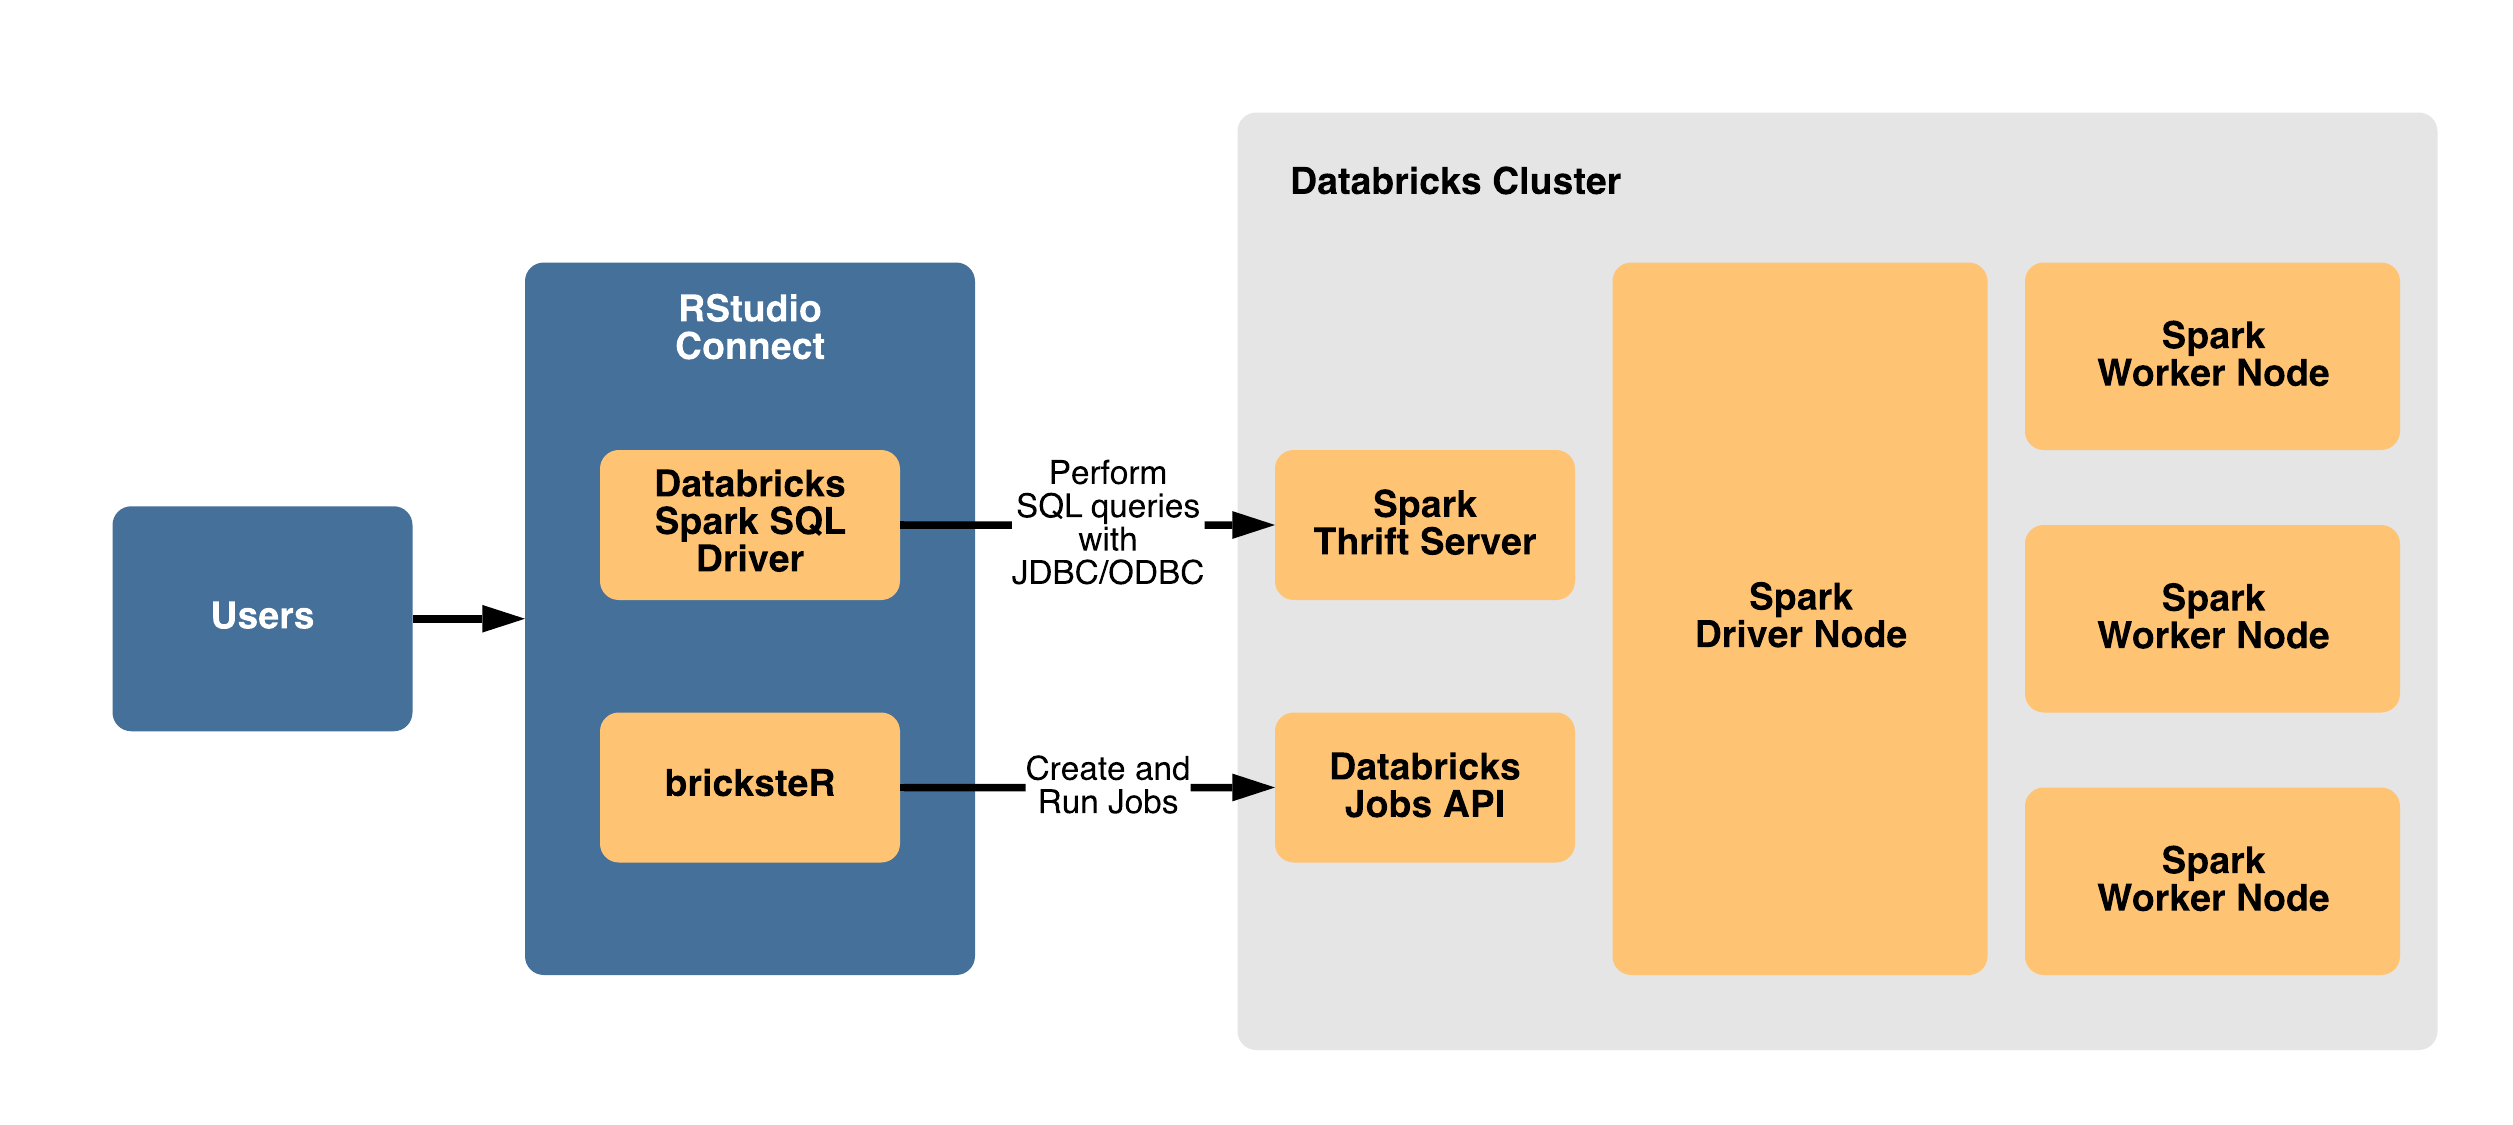 Databricks Cluster
RStudio
Connect
Users
Databricks
Spark SQL
Driver
Perform
SQL queries
with
JDBC/ODBC
Spark
Thrift Server
bricksteR
Create and
Run Jobs
Databricks
Jobs API
Spark
Driver Node
Spark
Worker Node
Spark
Worker Node
Spark
Worker Node